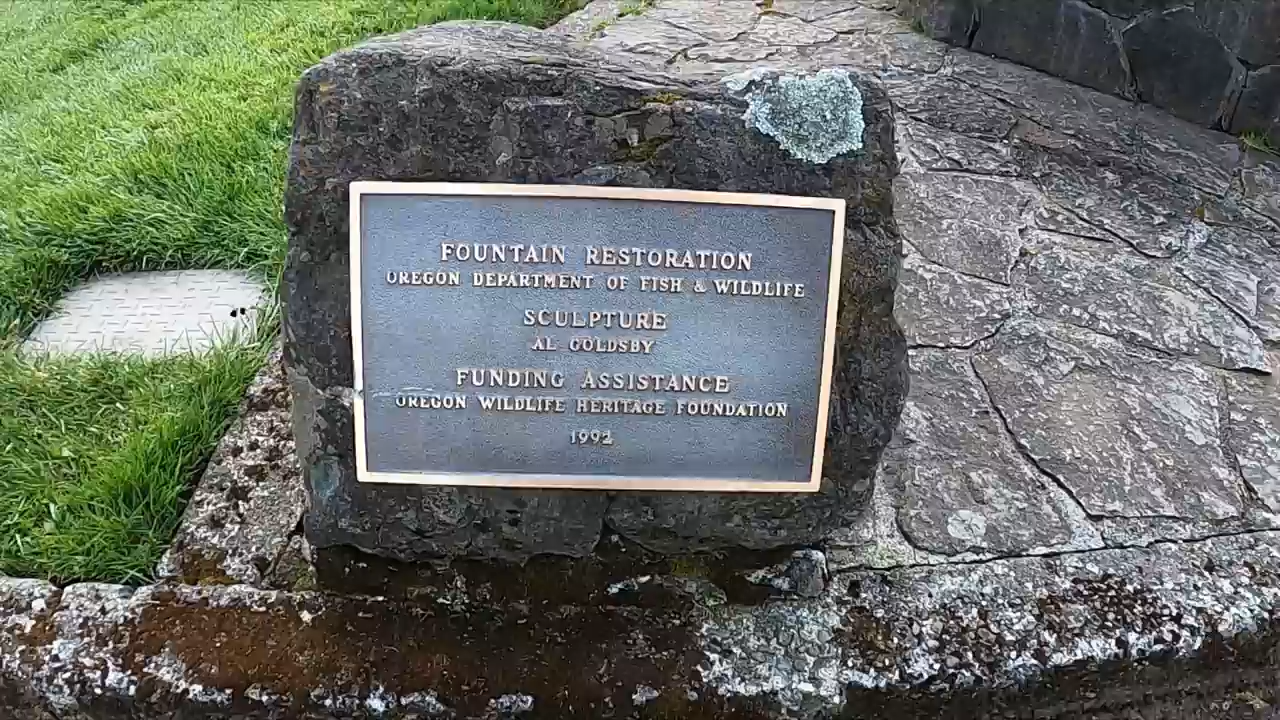 FOUNTAIN RESTORATION
OREGON DEPARTMENT OF FISH & WILDLIFE
SCULPTURE
AL GOLDSBY
FUNDING ASSISTANCE
OREGON WILDLIFE HERITAGE FOUNDATION
1992